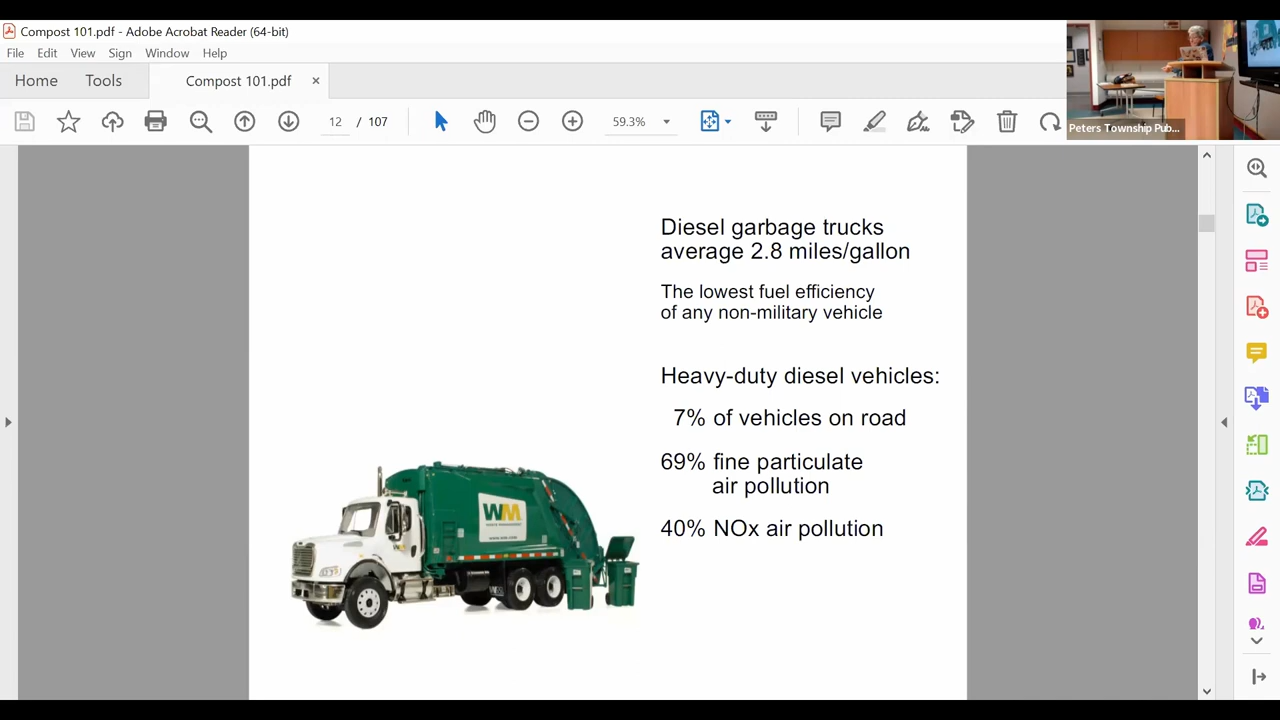 Compost 101.pdf - Adobe Acrobat Reader (64-bit)
File Edit View Sign Window Help
Home Tools Compost 101.pdf ×
12 / 107 59.3%
Peters Township Pub...
Diesel garbage trucks
average 2.8 miles/gallon
The lowest fuel efficiency
of any non-military vehicle
Heavy-duty diesel vehicles:
7% of vehicles on road
69% fine particulate
air pollution
40% NOx air pollution
WM